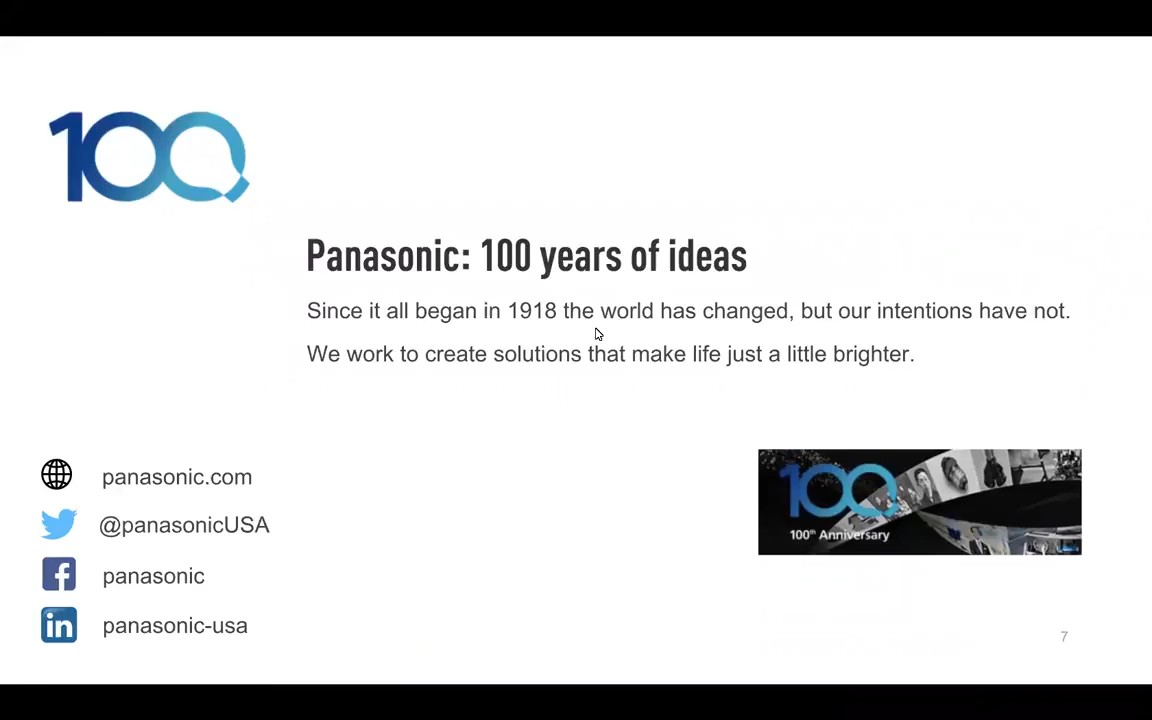 100
Panasonic: 100 years of ideas
Since it all began in 1918 the world has changed, but our intentions have not.
We work to create solutions that make life just a little brighter.
panasonic.com
@panasonicUSA
panasonic
in panasonic-usa
100
100th Anniversary
7